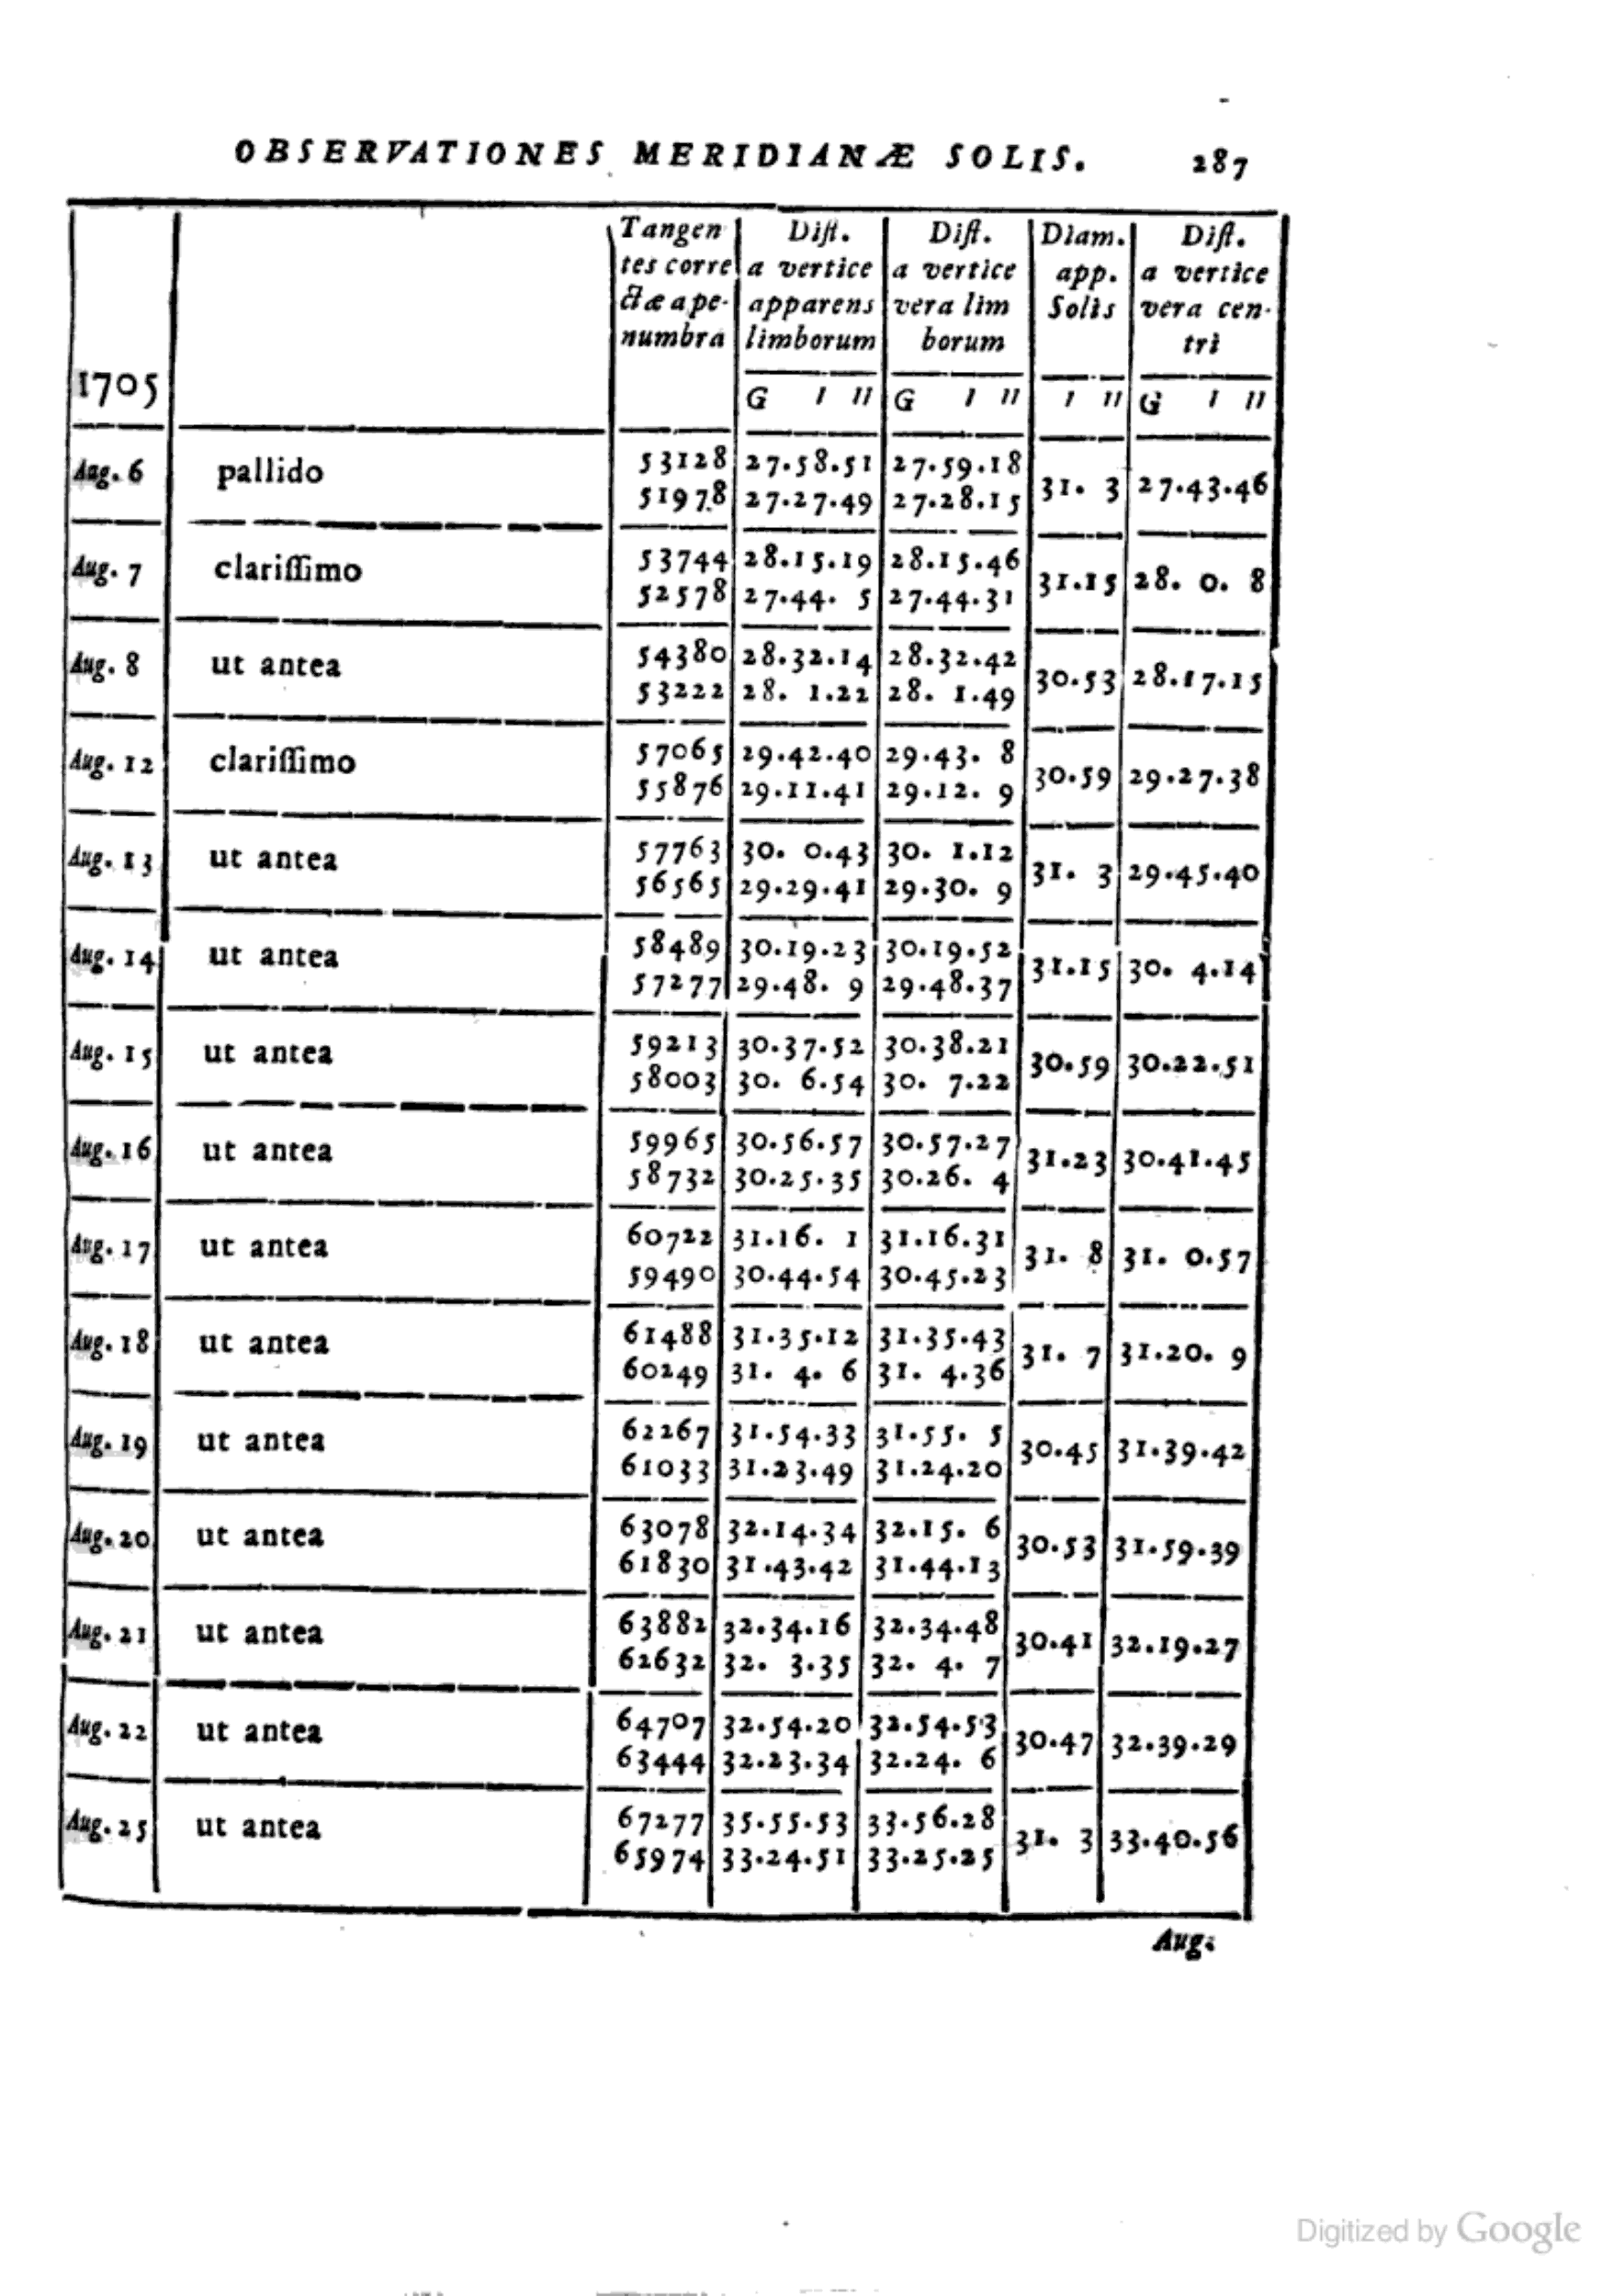 OBSERVATIONES MERIDIANÆ SOLIS. 287
1705
Tangen
tes corre
ctæ a pe-
numbra
Dist.
a vertice
apparens
limborum
G I II
Dist.
a vertice
vera lim
borum
G I II
Diam.
app.
Solis
I II
Dist.
a vertice
vera cen-
tri
G I II
Aug. 6 pallido 53128 27.58.51 27.59.18 31. 3 27.43.46
51978 27.27.49 27.28.15
Aug. 7 clarissimo 53744 28.15.19 28.15.46 31.15 28. 0. 8
52578 27.44. 5 27.44.31
Aug. 8 ut antea 54380 28.32.14 28.32.42 30.53 28.17.15
53222 28. 1.22 28. 1.49
Aug. 12 clarissimo 57065 29.42.40 29.43. 8 30.59 29.27.38
55876 29.11.41 29.12. 9
Aug. 13 ut antea 57763 30. 0.43 30. 1.12 31. 3 29.45.40
56565 29.29.41 29.30. 9
Aug. 14 ut antea 58489 30.19.23 30.19.52 31.15 30. 4.14
57277 29.48. 9 29.48.37
Aug. 15 ut antea 59213 30.37.52 30.38.21 30.59 30.22.51
58003 30. 6.54 30. 7.22
Aug. 16 ut antea 59965 30.56.57 30.57.27 31.23 30.41.45
58732 30.25.35 30.26. 4
Aug. 17 ut antea 60722 31.16. 1 31.16.31 31. 8 31. 0.57
59490 30.44.54 30.45.23
Aug. 18 ut antea 61488 31.35.12 31.35.43 31. 7 31.20. 9
60249 31. 4. 6 31. 4.36
Aug. 19 ut antea 62267 31.54.33 31.55. 5 30.45 31.39.42
61033 31.23.49 31.24.20
Aug. 20 ut antea 63078 32.14.34 32.15. 6 30.53 31.59.39
61830 31.43.42 31.44.13
Aug. 21 ut antea 63882 32.34.16 32.34.48 30.41 32.19.27
62632 32. 3.35 32. 4. 7
Aug. 22 ut antea 64707 32.54.20 32.54.53 30.47 32.39.29
63444 32.23.34 32.24. 6
Aug. 25 ut antea 67277 35.55.53 33.56.28 31. 3 33.40.56
65974 33.24.51 33.25.25
Aug.
Digitized by Google